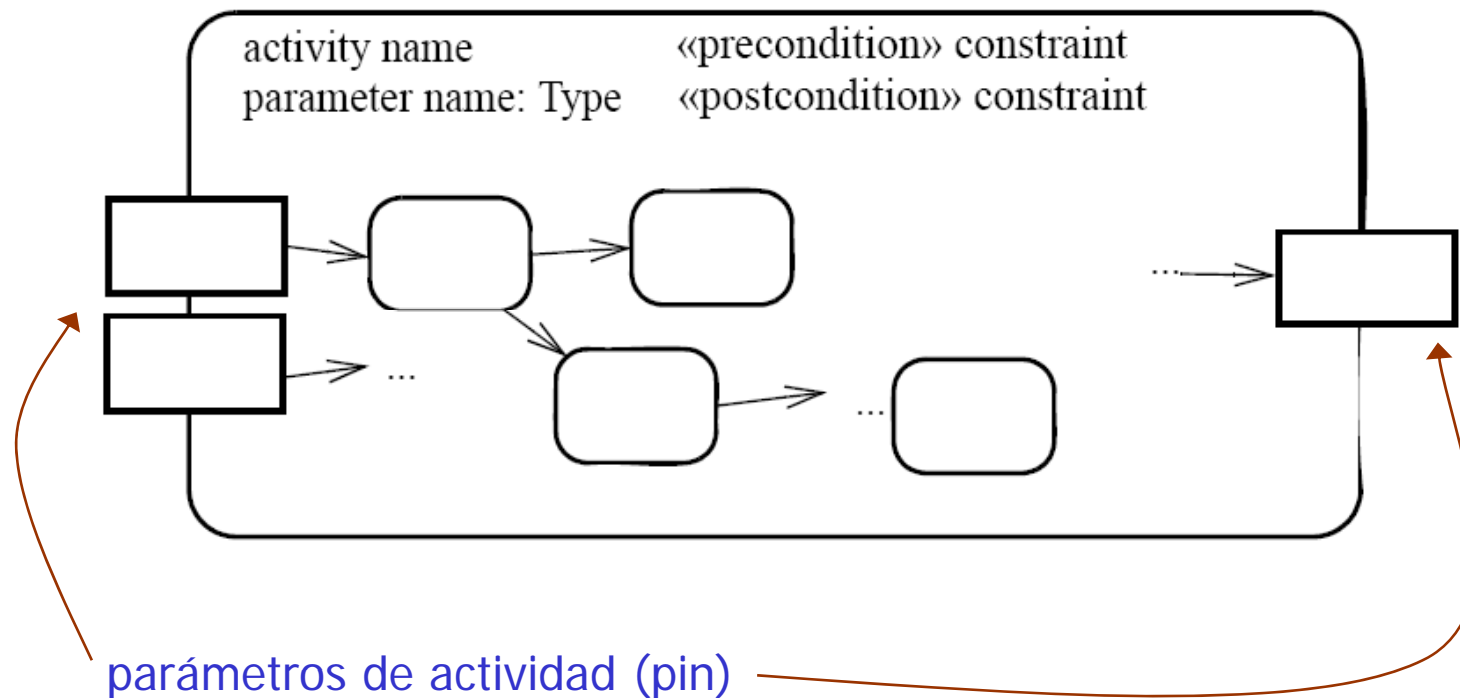 activity name «precondition» constraint
parameter name: Type «postcondition» constraint
...
...
...
parámetros de actividad (pin)